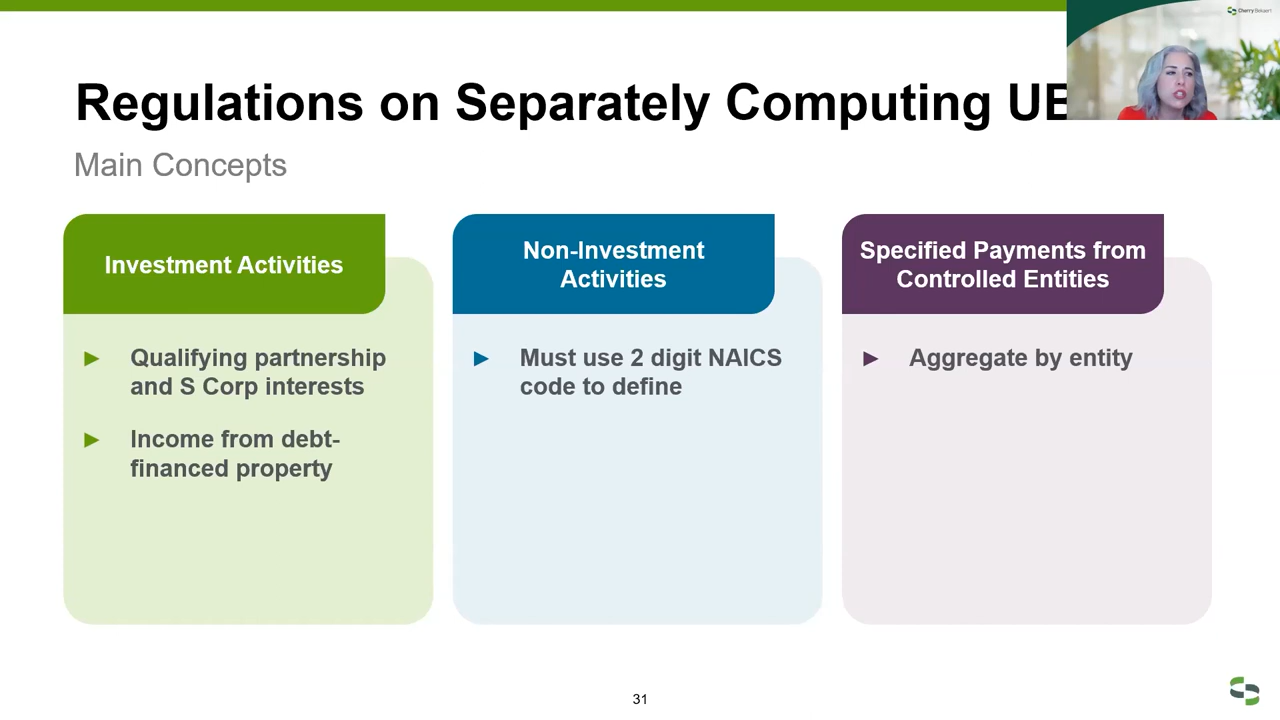 Cherry Bekaert
Regulations on Separately Computing UB
Main Concepts
Investment Activities
► Qualifying partnership
and S Corp interests
► Income from debt-
financed property
Non-Investment
Activities
► Must use 2 digit NAICS
code to define
Specified Payments from
Controlled Entities
► Aggregate by entity
31